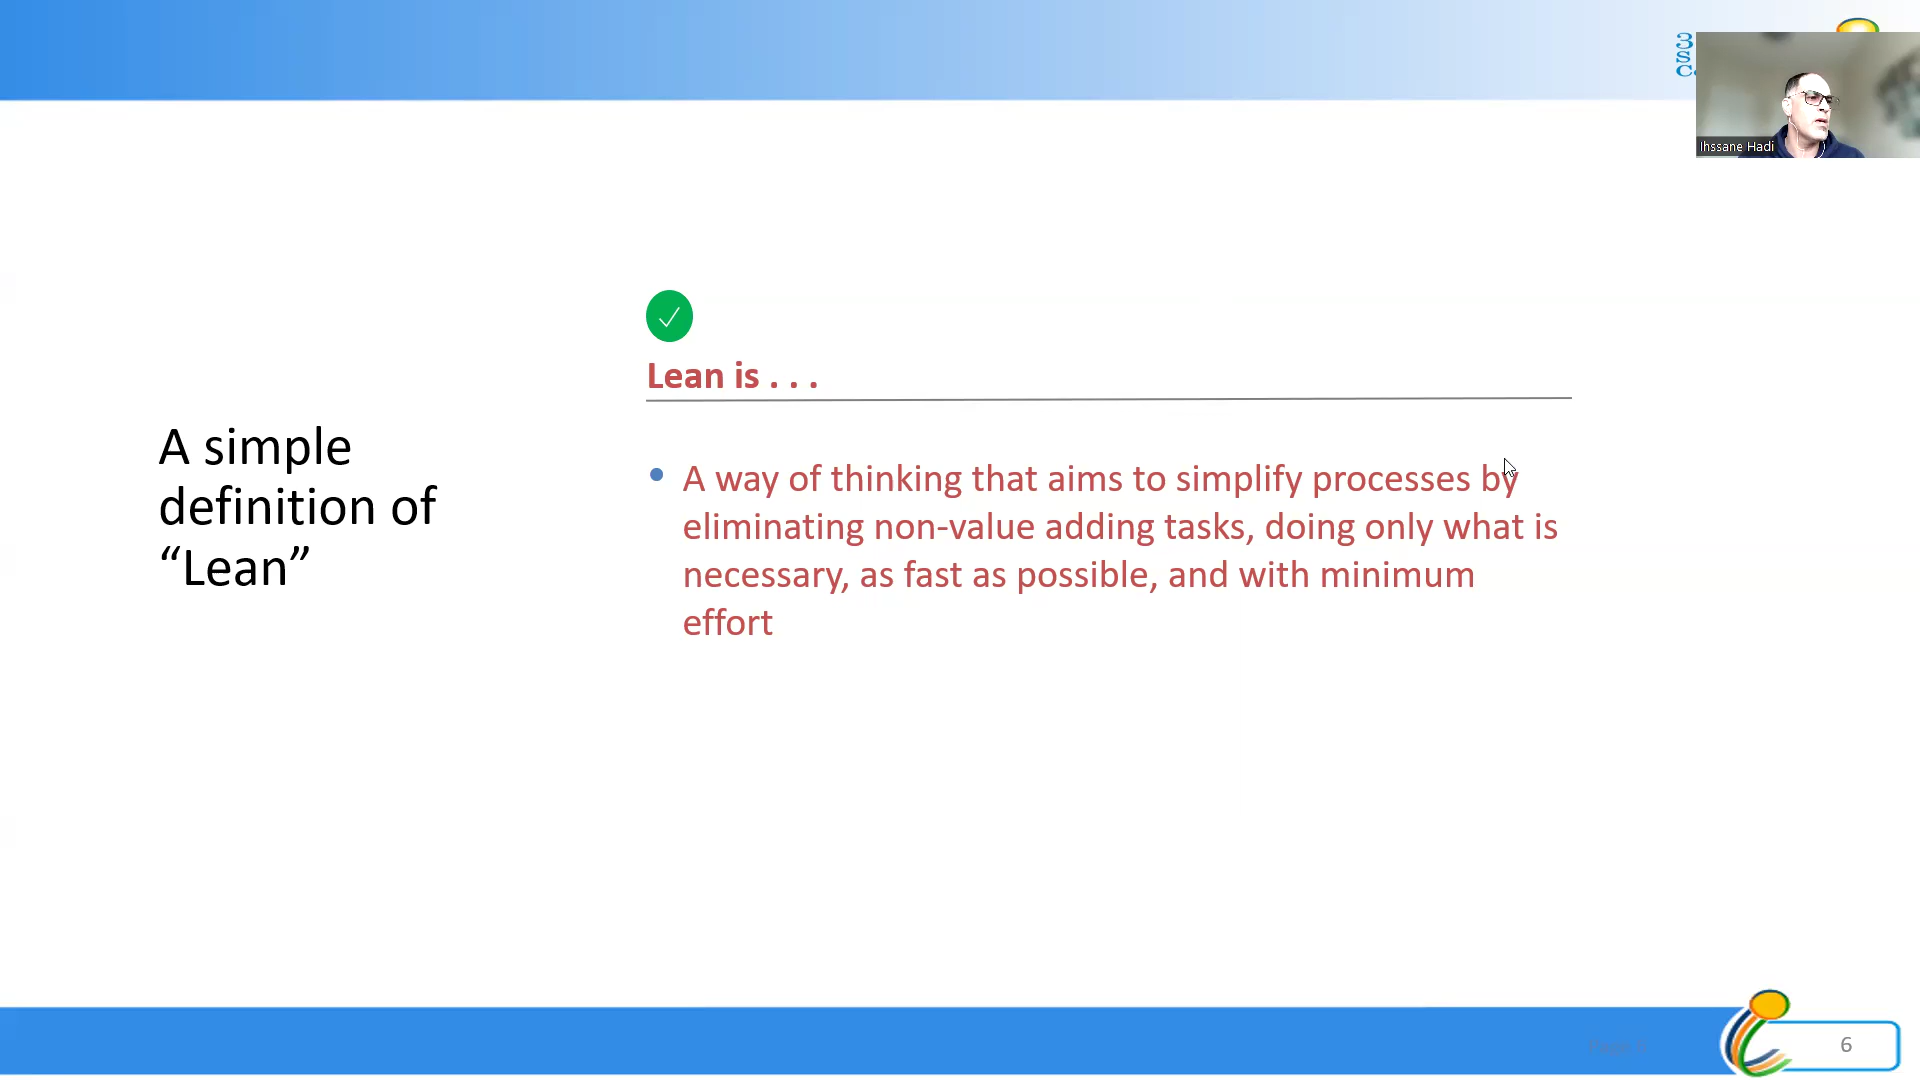 Ihssane Hadi
Lean is . . .
A simple
definition of
“Lean”
• A way of thinking that aims to simplify processes by
eliminating non-value adding tasks, doing only what is
necessary, as fast as possible, and with minimum
effort
6